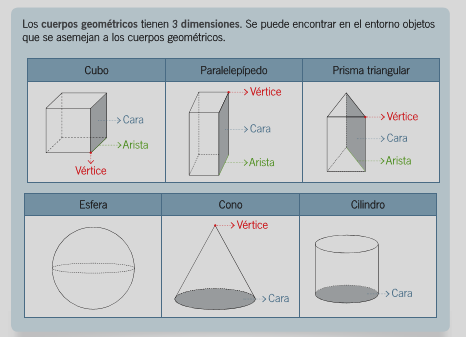 Los cuerpos geométricos tienen 3 dimensiones. Se puede encontrar en el entorno objetos
que se asemejan a los cuerpos geométricos.
Cubo
Paralelepípedo
Prisma triangular
Cara
Arista
Vértice
Vértice
Cara
Arista
Vértice
Cara
Arista
Esfera
Cono
Cilindro
Vértice
Cara
Cara